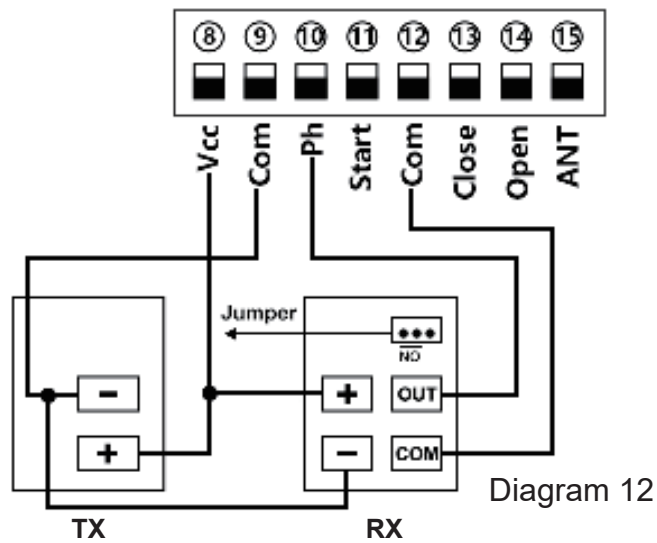 8 9 10 11 12 13 14 15
Vcc Com Ph Start Com Close Open ANT
Jumper
NO
- + OUT
+ - COM
Diagram 12
TX RX